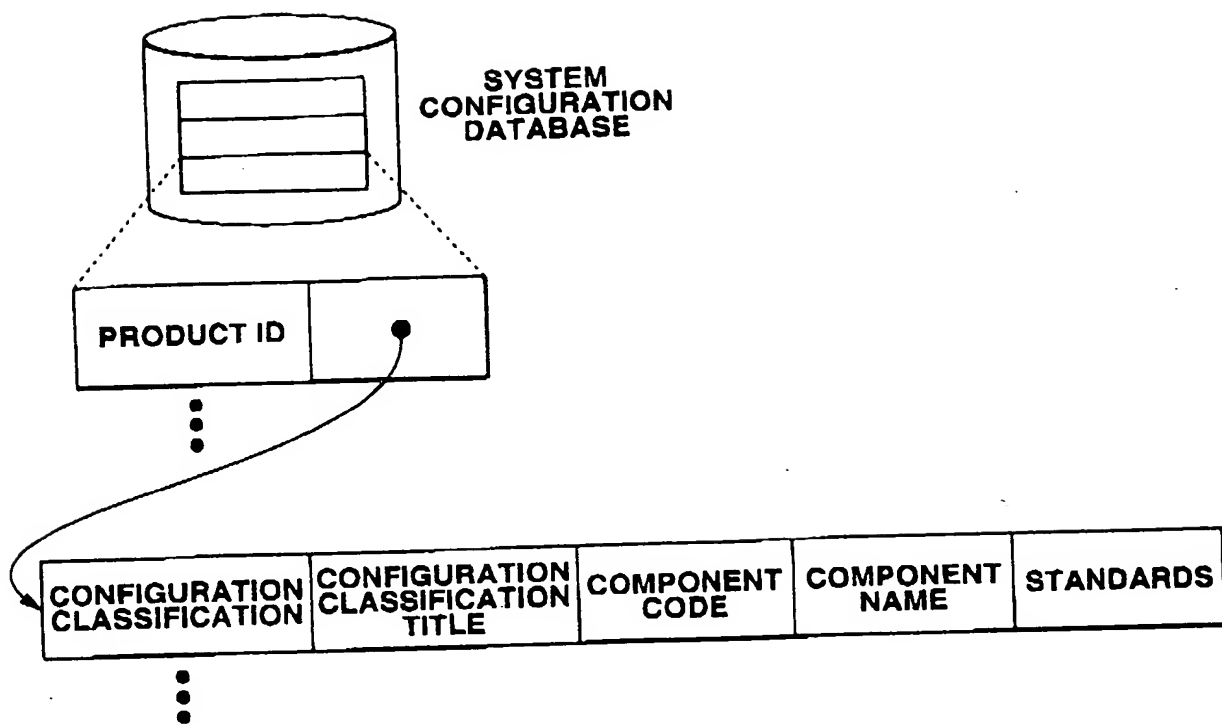 SYSTEM
CONFIGURATION
DATABASE
PRODUCT ID
CONFIGURATION
CLASSIFICATION
CONFIGURATION
CLASSIFICATION
TITLE
COMPONENT
CODE
COMPONENT
NAME
STANDARDS